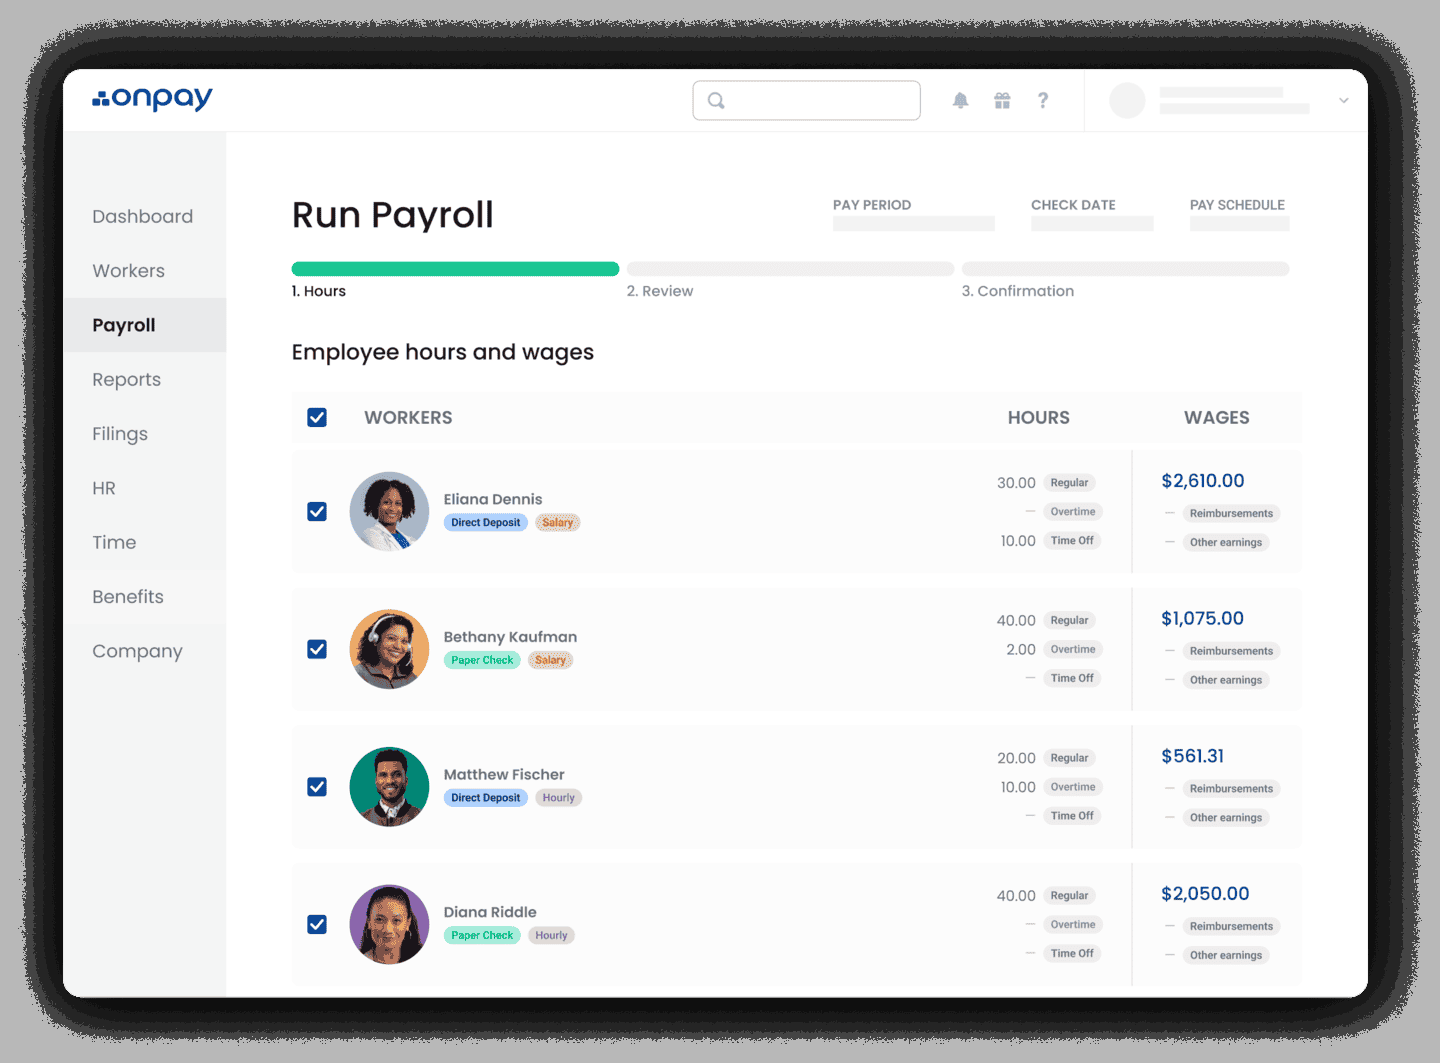 onpay
?
Dashboard
Workers
Payroll
Reports
Filings
HR
Time
Benefits
Company
Run Payroll
PAY PERIOD
CHECK DATE
PAY SCHEDULE
1. Hours
2. Review
3. Confirmation
Employee hours and wages
WORKERS HOURS WAGES
Eliana Dennis
Direct Deposit Salary
30.00 Regular
— Overtime
10.00 Time Off
$2,610.00
— Reimbursements
— Other earnings
Bethany Kaufman
Paper Check Salary
40.00 Regular
2.00 Overtime
— Time Off
$1,075.00
— Reimbursements
— Other earnings
Matthew Fischer
Direct Deposit Hourly
20.00 Regular
10.00 Overtime
— Time Off
$561.31
— Reimbursements
— Other earnings
Diana Riddle
Paper Check Hourly
40.00 Regular
— Overtime
— Time Off
$2,050.00
— Reimbursements
— Other earnings